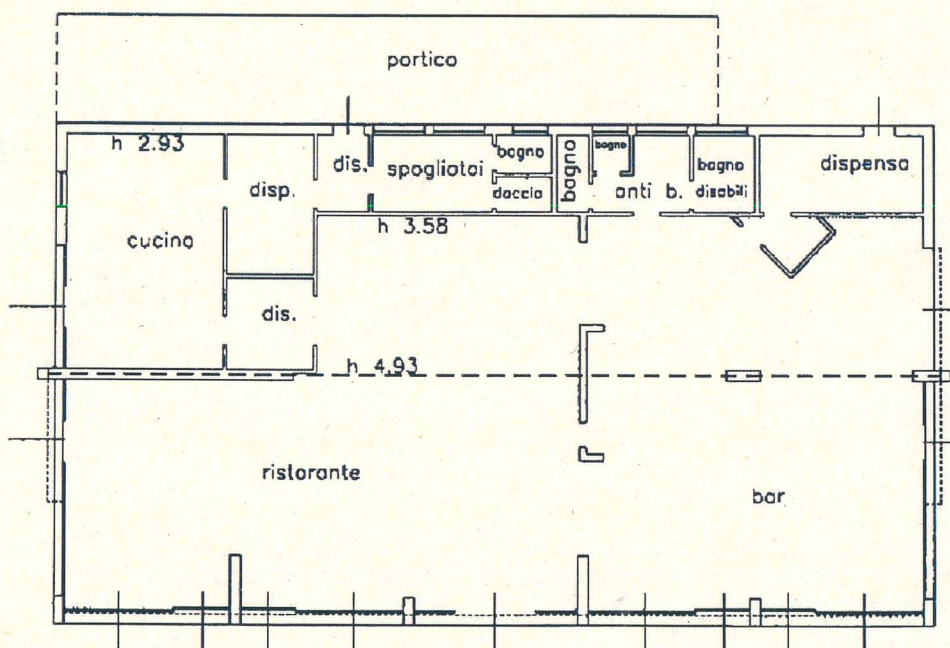 portico
h 2.93
disp.
dis.
spogliatoi
bagno
doccia
bagno
bagno
anti b.
bagno
disabili
dispensa
cucina
h 3.58
dis.
h 4.93
ristorante
bar